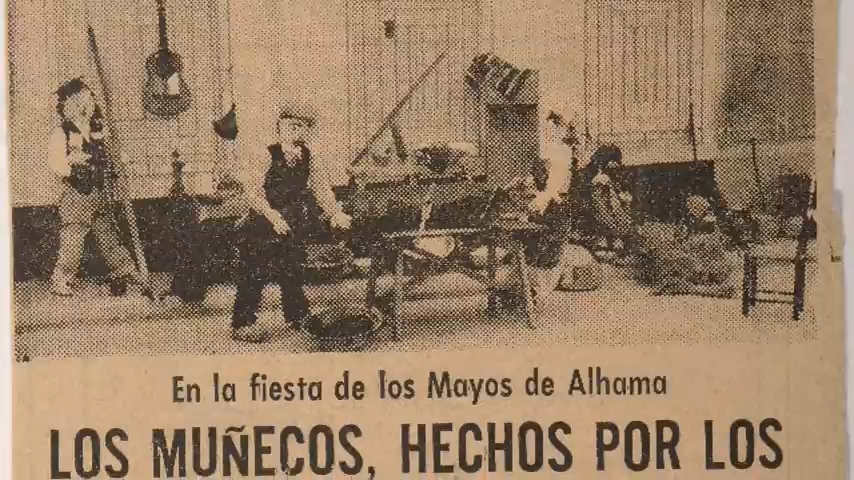 En la fiesta de los Mayos de Alhama
LOS MUÑECOS, HECHOS POR LOS